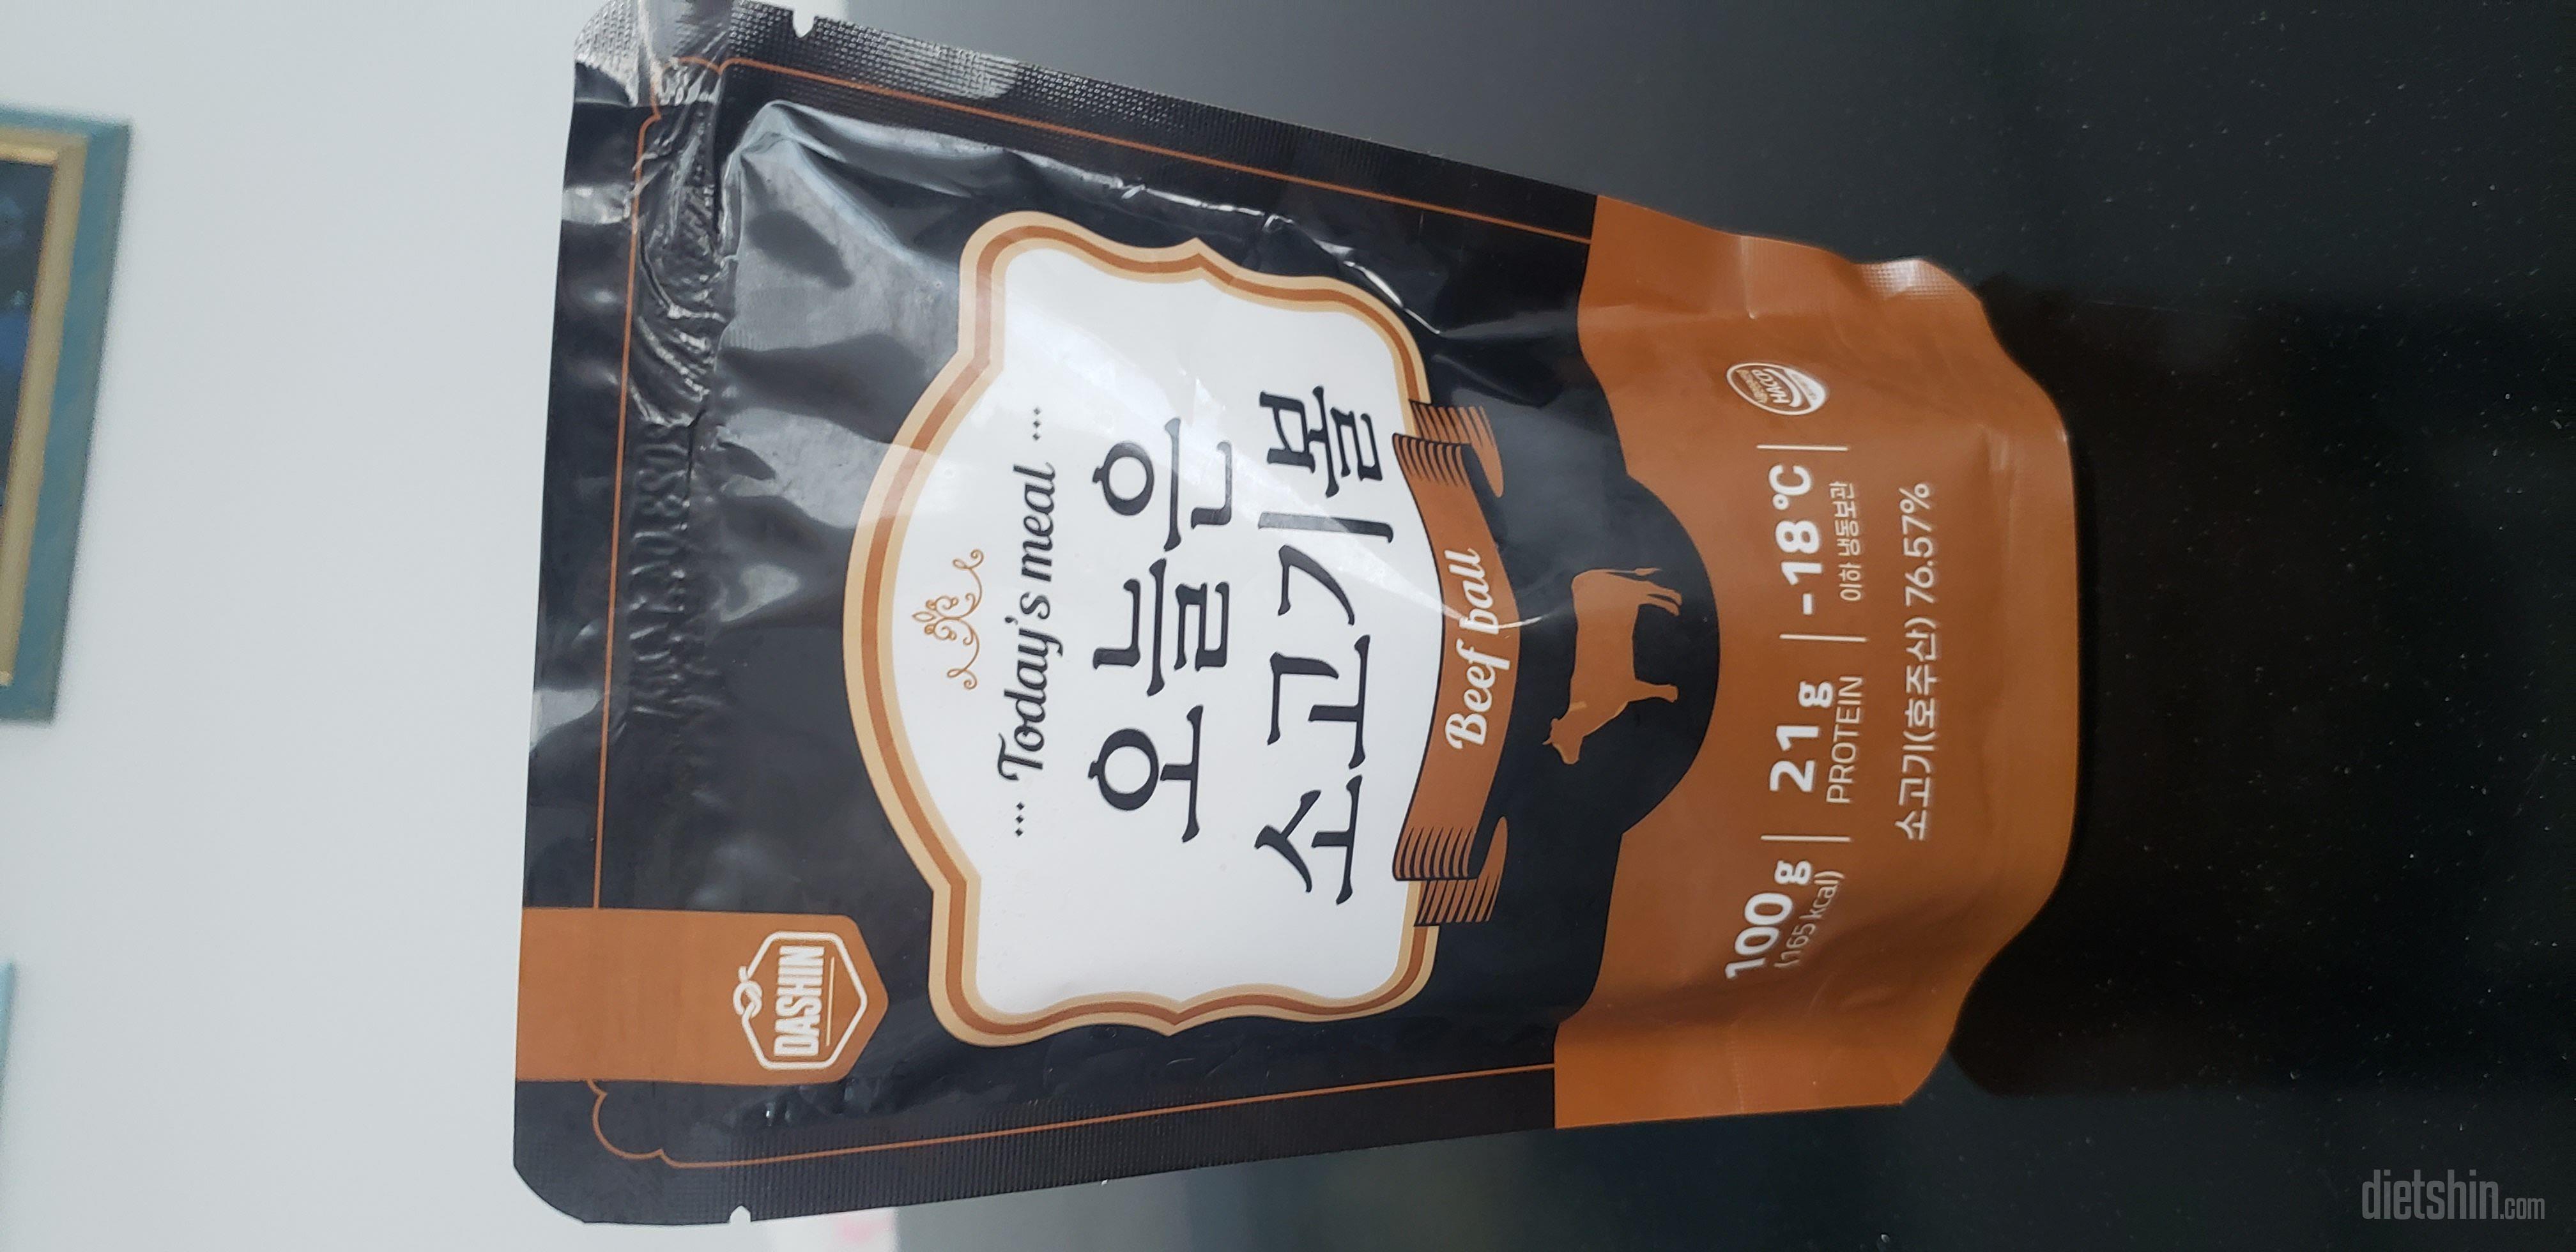 DASHIN
... Today's meal ...
오늘은
소고기볼
Beef ball
100g | 21g | -18℃ |
(165 kcal) PROTEIN 이하 냉동보관
HACCP
소고기(호주산) 76.57%
dietshin.com